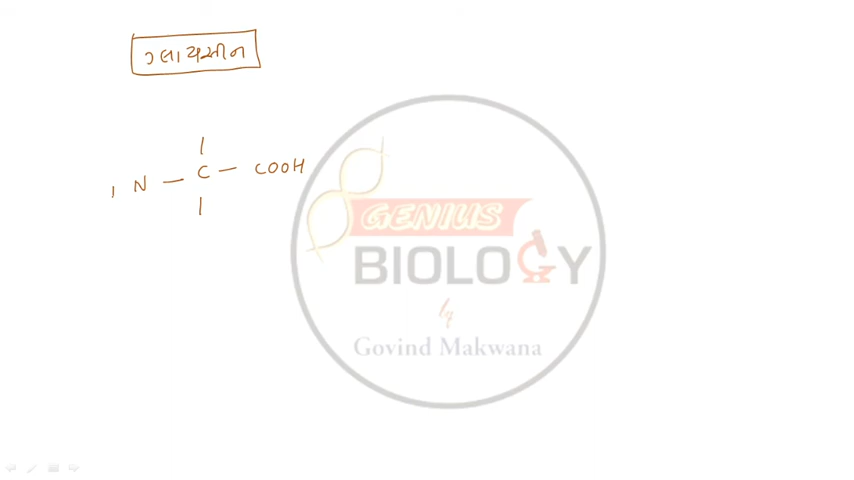 ગ્લાયસીન
N — C — COOH
GENIUS
BIOLOGY
by
Govind Makwana